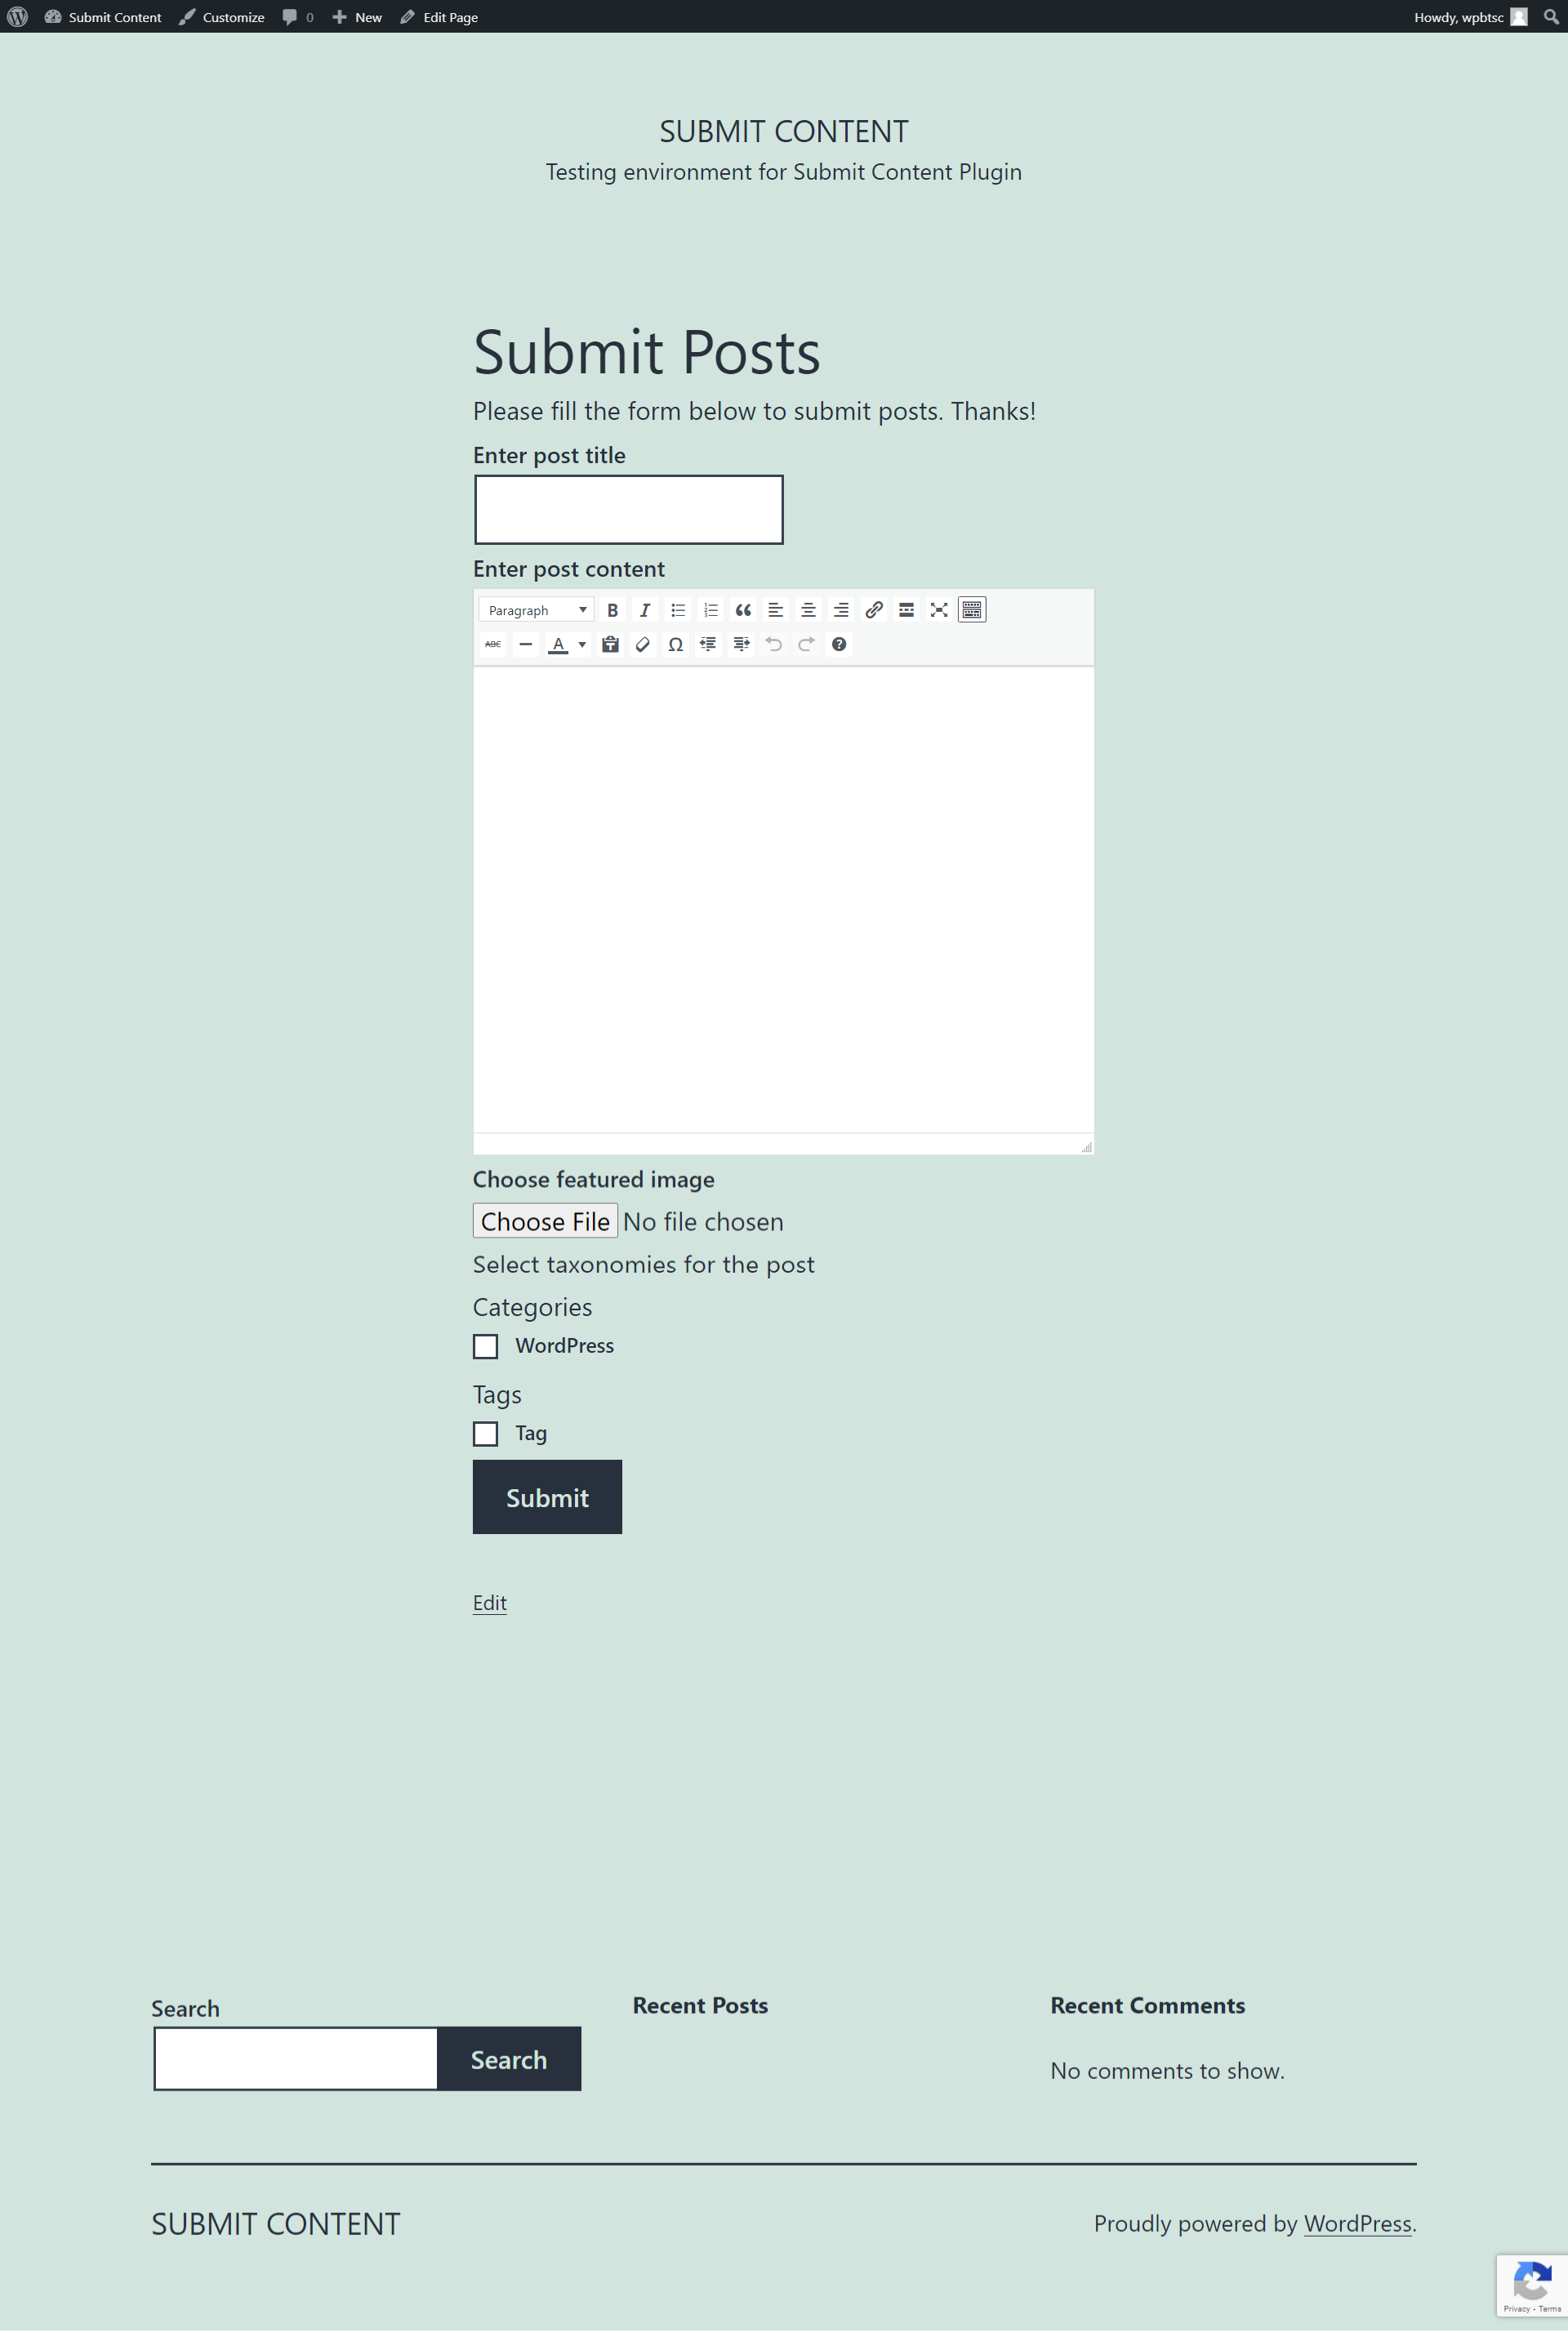 Submit Content Customize 0 New Edit Page Howdy, wpbtsc
SUBMIT CONTENT
Testing environment for Submit Content Plugin
Submit Posts
Please fill the form below to submit posts. Thanks!
Enter post title
Enter post content
Paragraph
ABC A
Choose featured image
Choose File No file chosen
Select taxonomies for the post
Categories
WordPress
Tags
Tag
Submit
Edit
Search
Search
Recent Posts
Recent Comments
No comments to show.
SUBMIT CONTENT
Proudly powered by WordPress.
Privacy - Terms